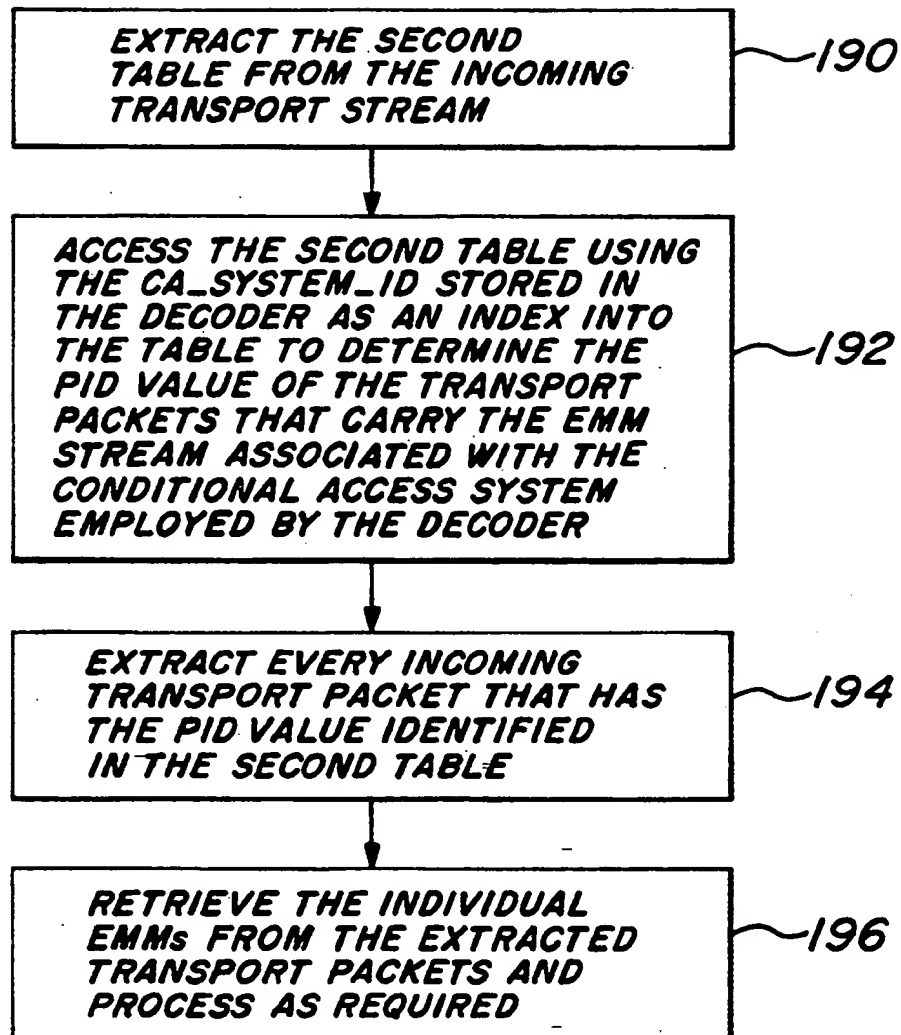 EXTRACT THE SECOND
TABLE FROM THE INCOMING
TRANSPORT STREAM
190
ACCESS THE SECOND TABLE USING
THE CA_SYSTEM_ID STORED IN
THE DECODER AS AN INDEX INTO
THE TABLE TO DETERMINE THE
PID VALUE OF THE TRANSPORT
PACKETS THAT CARRY THE EMM
STREAM ASSOCIATED WITH THE
CONDITIONAL ACCESS SYSTEM
EMPLOYED BY THE DECODER
192
EXTRACT EVERY INCOMING
TRANSPORT PACKET THAT HAS
THE PID VALUE IDENTIFIED
IN THE SECOND TABLE
194
RETRIEVE THE INDIVIDUAL
EMMs FROM THE EXTRACTED
TRANSPORT PACKETS AND
PROCESS AS REQUIRED
196